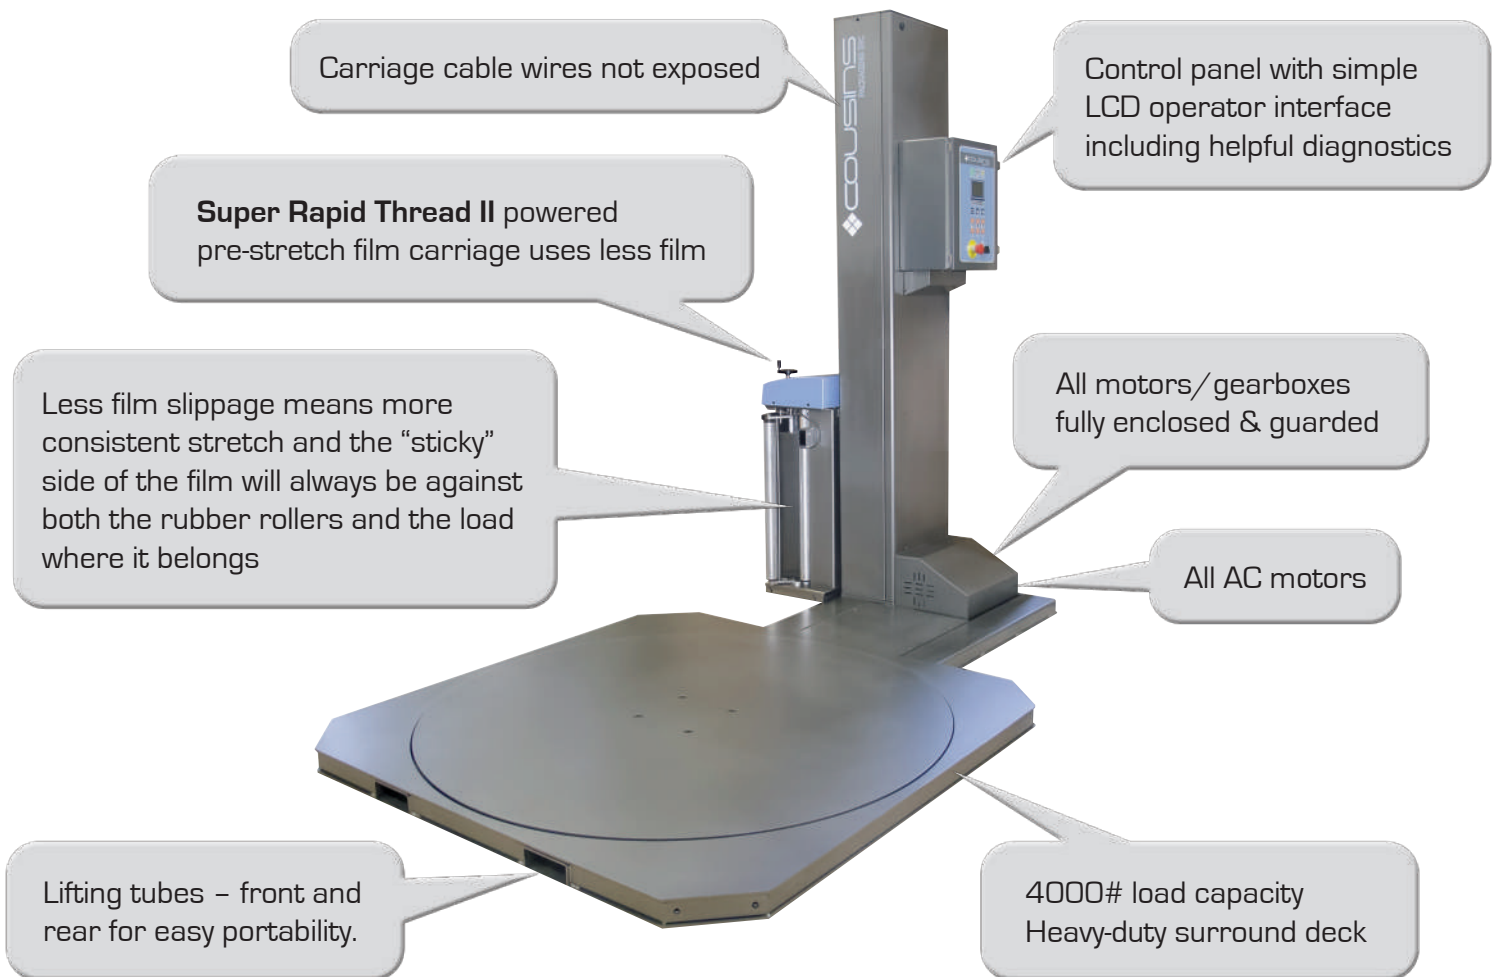 Carriage cable wires not exposed
Control panel with simple
LCD operator interface
including helpful diagnostics
COUSINS
Super Rapid Thread II powered
pre-stretch film carriage uses less film
Less film slippage means more
consistent stretch and the “sticky”
side of the film will always be against
both the rubber rollers and the load
where it belongs
All motors/gearboxes
fully enclosed & guarded
All AC motors
Lifting tubes – front and
rear for easy portability.
4000# load capacity
Heavy-duty surround deck